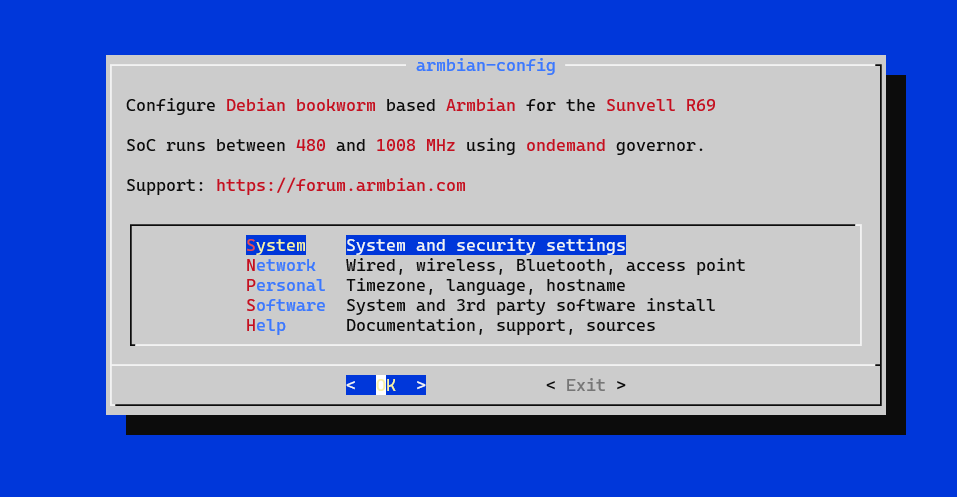 armbian-config
Configure Debian bookworm based Armbian for the Sunvell R69
SoC runs between 480 and 1008 MHz using ondemand governor.
Support: https://forum.armbian.com
System System and security settings
Network Wired, wireless, Bluetooth, access point
Personal Timezone, language, hostname
Software System and 3rd party software install
Help Documentation, support, sources
< OK > < Exit >